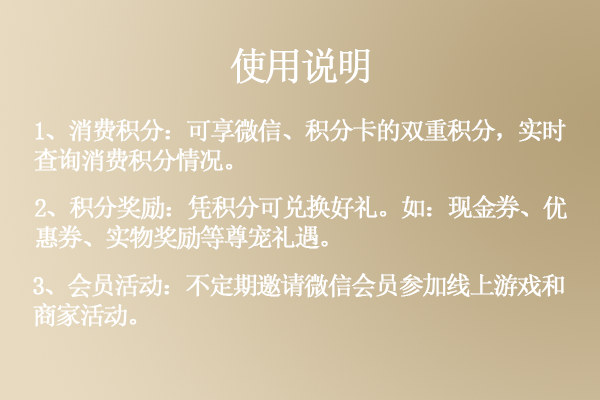 使用说明
1、消费积分：可享微信、积分卡的双重积分，实时
查询消费积分情况。
2、积分奖励：凭积分可兑换好礼。如：现金券、优
惠券、实物奖励等尊宠礼遇。
3、会员活动：不定期邀请微信会员参加线上游戏和
商家活动。